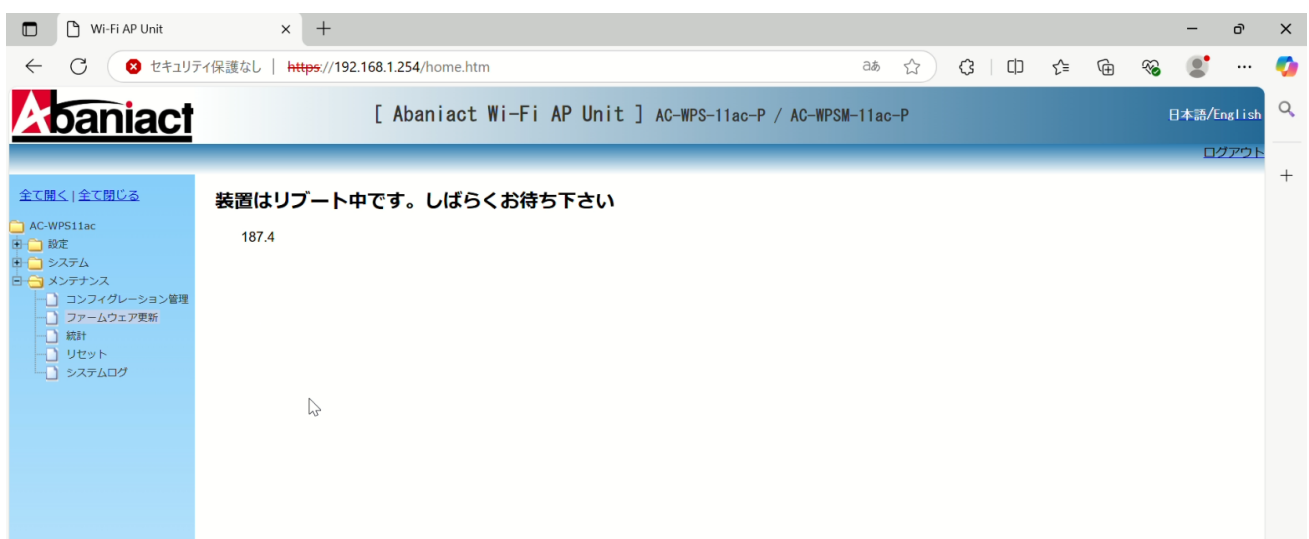 Wi-Fi AP Unit
セキュリティ保護なし | https://192.168.1.254/home.htm
Abaniact
[ Abaniact Wi-Fi AP Unit ] AC-WPS-11ac-P / AC-WPSM-11ac-P
日本語/English
ログアウト
全て開く | 全て閉じる
AC-WPS11ac
設定
システム
メンテナンス
コンフィグレーション管理
ファームウェア更新
統計
リセット
システムログ
装置はリブート中です。しばらくお待ち下さい
187.4